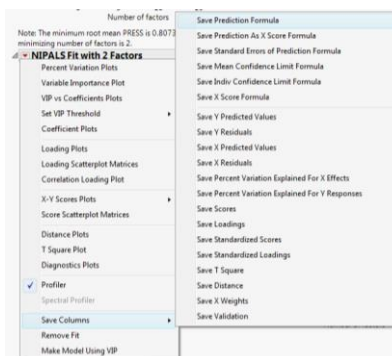 Number of factors
Note: The minimum root mean PRESS is 0.8073
minimizing number of factors is 2.
NIPALS Fit with 2 Factors
Percent Variation Plots
Variable Importance Plot
VIP vs Coefficients Plots
Set VIP Threshold
Coefficient Plots
Loading Plots
Loading Scatterplot Matrices
Correlation Loading Plot
X-Y Scores Plots
Score Scatterplot Matrices
Distance Plots
T Square Plot
Diagnostics Plots
Profiler
Spectral Profiler
Save Columns
Remove Fit
Make Model Using VIP
Save Prediction Formula
Save Prediction As X Score Formula
Save Standard Errors of Prediction Formula
Save Mean Confidence Limit Formula
Save Indiv Confidence Limit Formula
Save X Score Formula
Save Y Predicted Values
Save Y Residuals
Save X Predicted Values
Save X Residuals
Save Percent Variation Explained For X Effects
Save Percent Variation Explained For Y Responses
Save Scores
Save Loadings
Save Standardized Scores
Save Standardized Loadings
Save T Square
Save Distance
Save X Weights
Save Validation